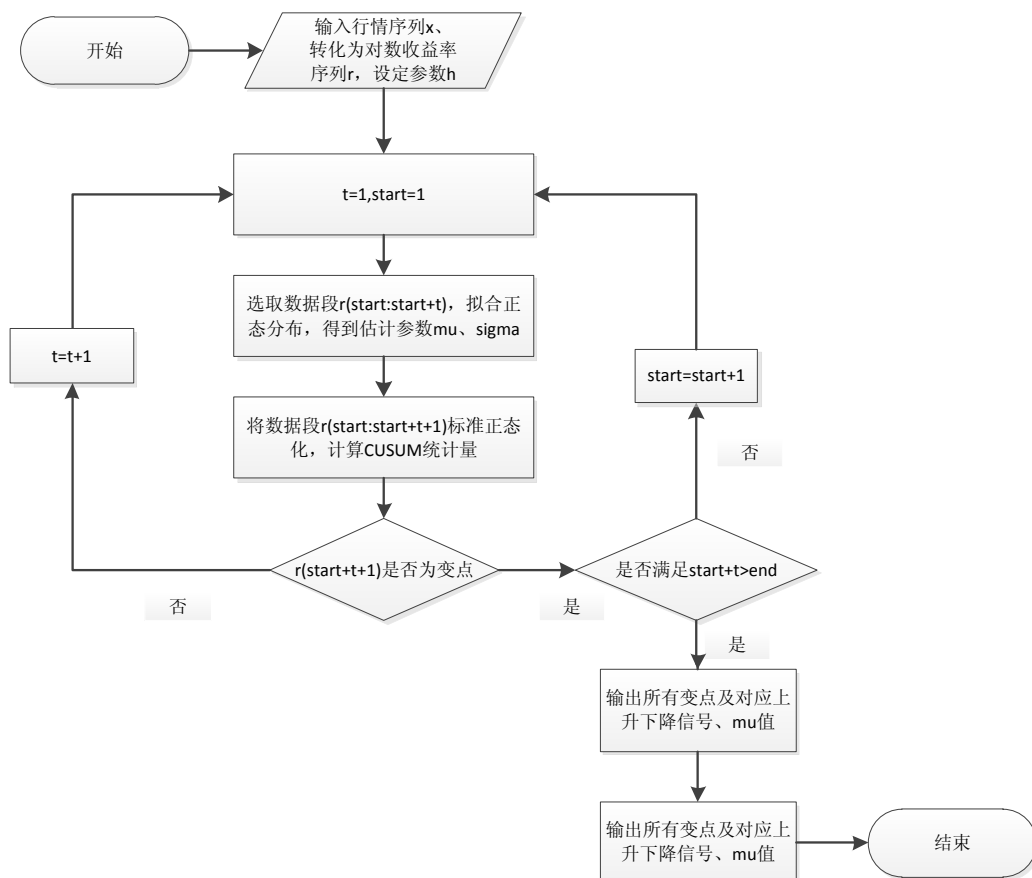 开始
输入行情序列x、
转化为对数收益率
序列r，设定参数h
t=1,start=1
选取数据段r(start:start+t)，拟合正
态分布，得到估计参数mu、sigma
t=t+1
start=start+1
将数据段r(start:start+t+1)标准正态
化，计算CUSUM统计量
否
r(start+t+1)是否为变点
是否满足start+t>end
否
是
是
输出所有变点及对应上
升下降信号、mu值
输出所有变点及对应上
升下降信号、mu值
结束